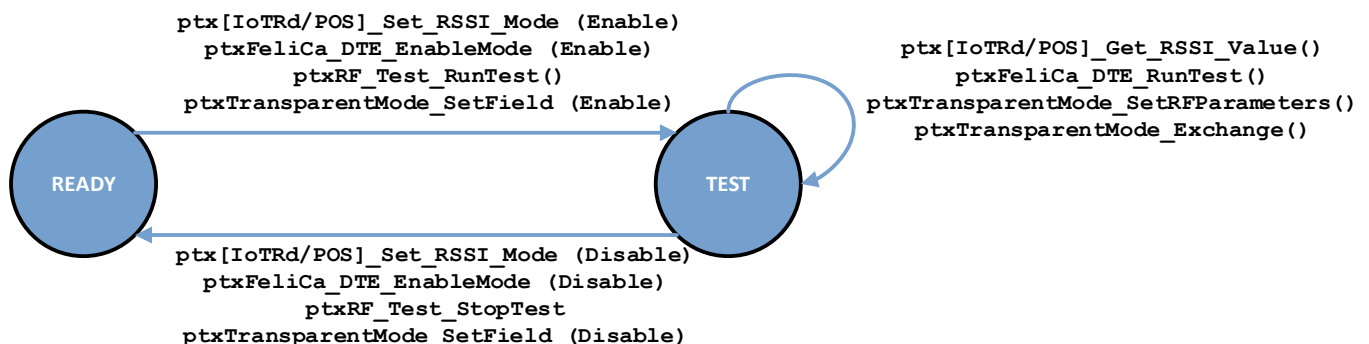 ptx[IoTRd/POS]_Set_RSSI_Mode (Enable)
ptxFeliCa_DTE_EnableMode (Enable)
ptxRF_Test_RunTest()
ptxTransparentMode_SetField (Enable)
ptx[IoTRd/POS]_Get_RSSI_Value()
ptxFeliCa_DTE_RunTest()
ptxTransparentMode_SetRFParameters()
ptxTransparentMode_Exchange()
READY
TEST
ptx[IoTRd/POS]_Set_RSSI_Mode (Disable)
ptxFeliCa_DTE_EnableMode (Disable)
ptxRF_Test_StopTest
ptxTransparentMode_SetField (Disable)